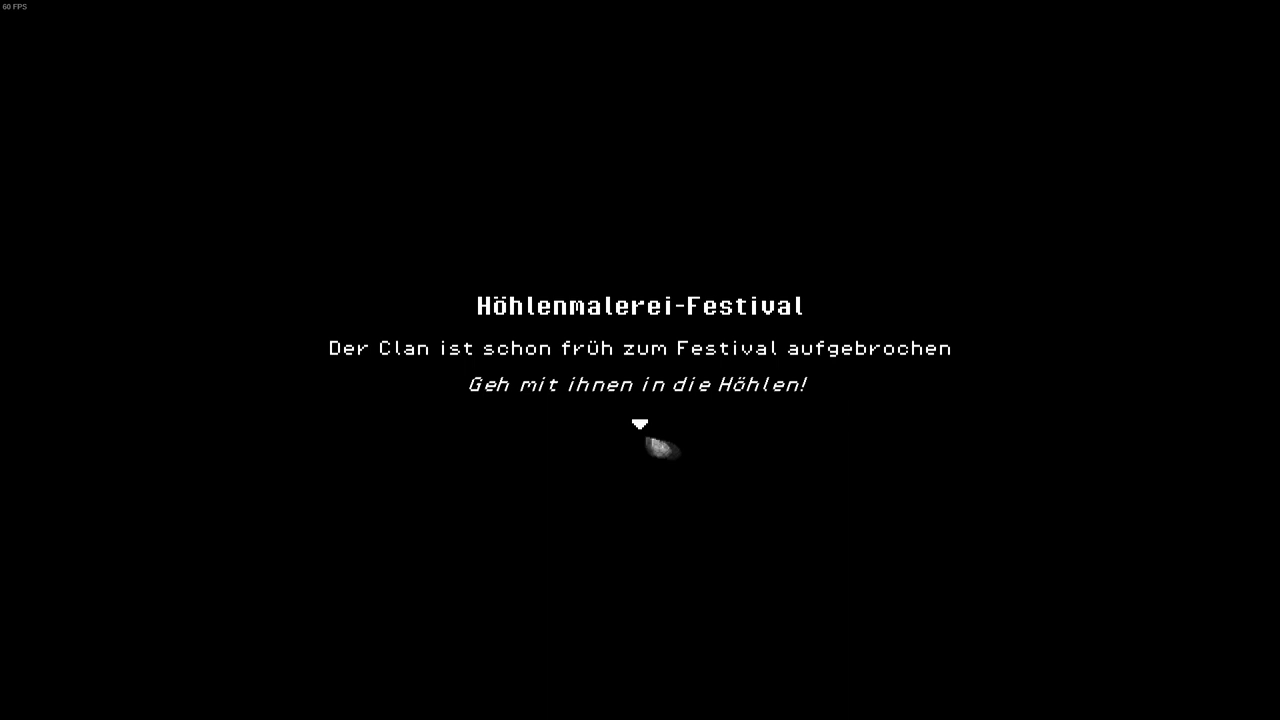 60 FPS
Höhlenmalerei-Festival
Der Clan ist schon früh zum Festival aufgebrochen
Geh mit ihnen in die Höhlen!